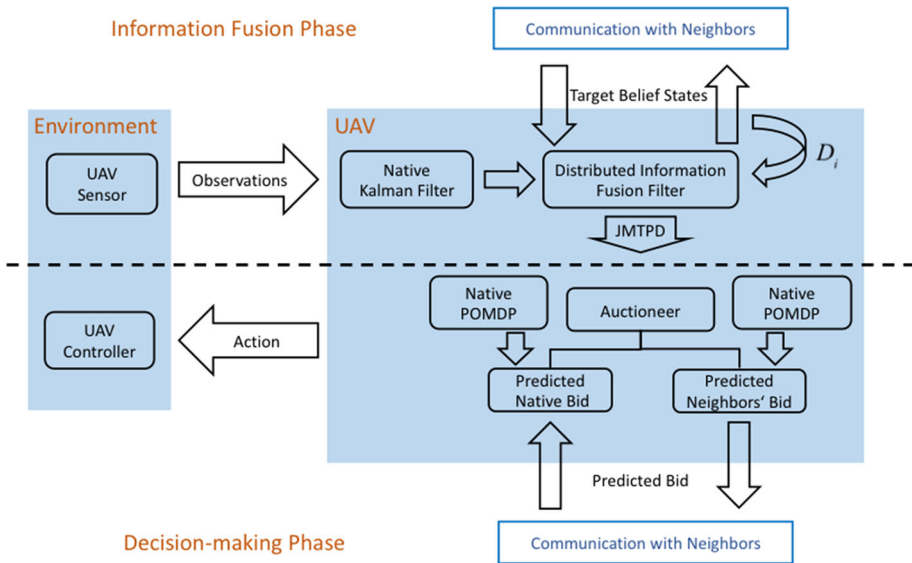 Information Fusion Phase
Communication with Neighbors
Target Belief States
Environment
UAV
UAV
Sensor
Observations
Native
Kalman Filter
Distributed Information
Fusion Filter
D_i
JMTPD
UAV
Controller
Action
Native
POMDP
Auctioneer
Native
POMDP
Predicted
Native Bid
Predicted
Neighbors' Bid
Predicted Bid
Decision-making Phase
Communication with Neighbors